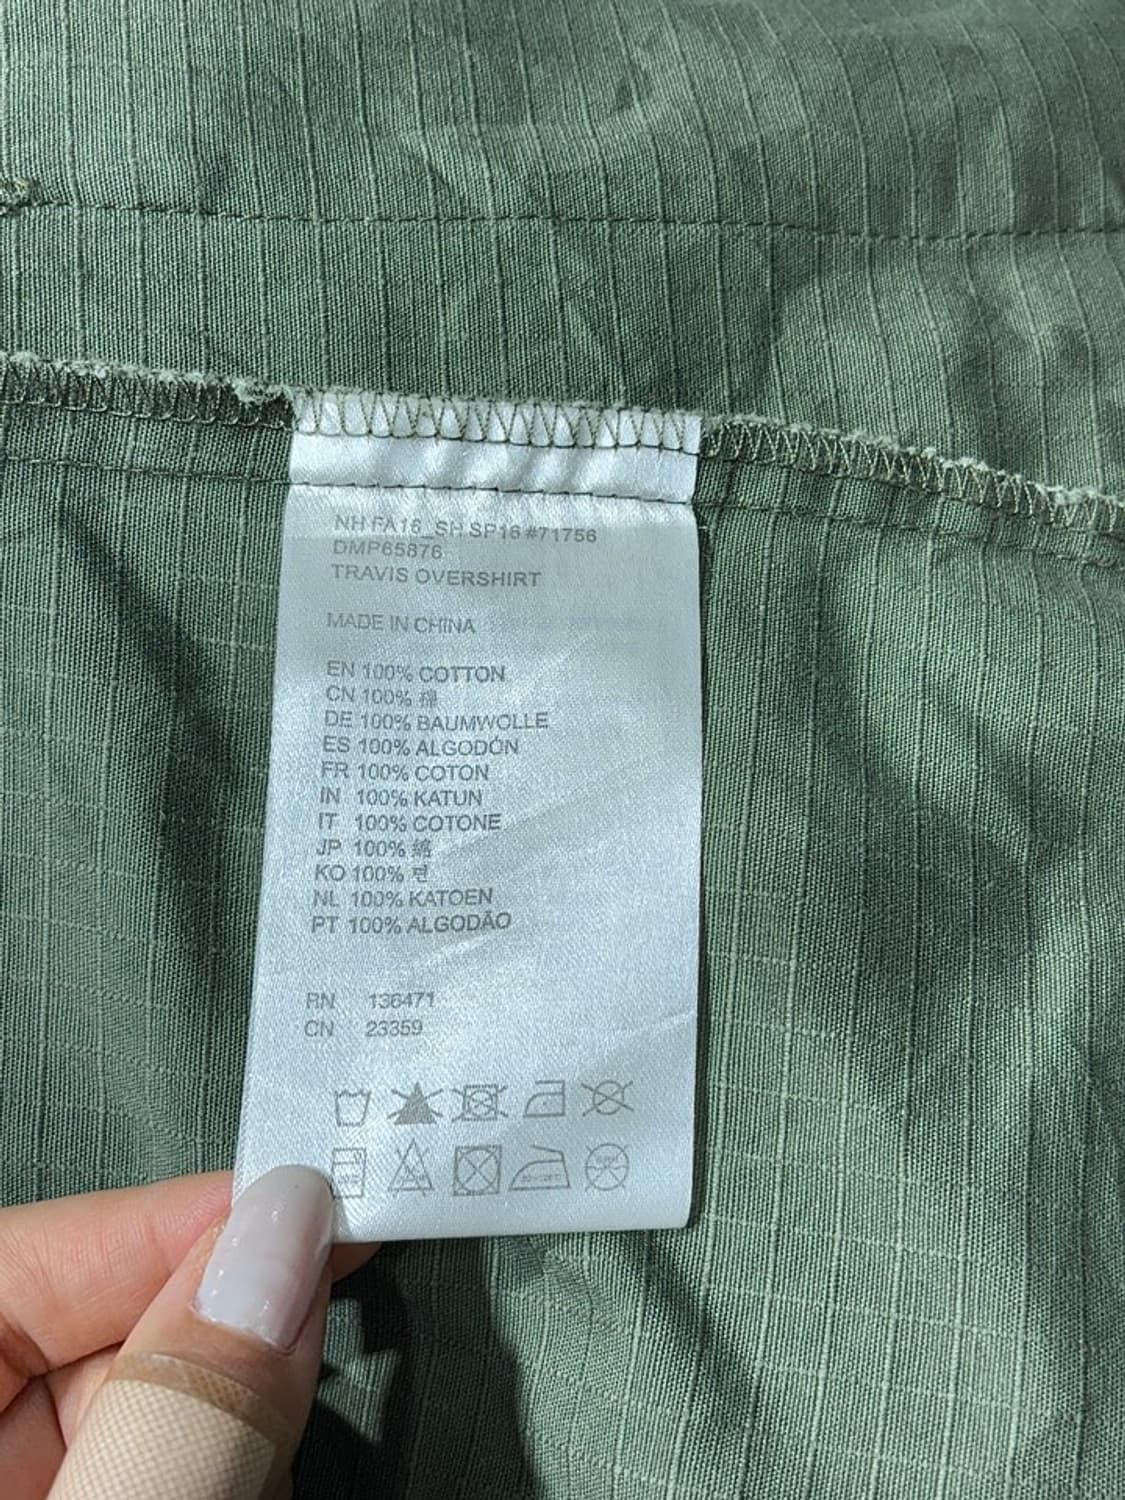 NH FA16_SH SP16 #71756
DMP65876
TRAVIS OVERSHIRT
MADE IN CHINA
EN 100% COTTON
CN 100% 棉
DE 100% BAUMWOLLE
ES 100% ALGODÓN
FR 100% COTON
IN 100% KATUN
IT 100% COTONE
JP 100% 綿
KO 100% 면
NL 100% KATOEN
PT 100% ALGODÃO
RN 136471
CN 23359